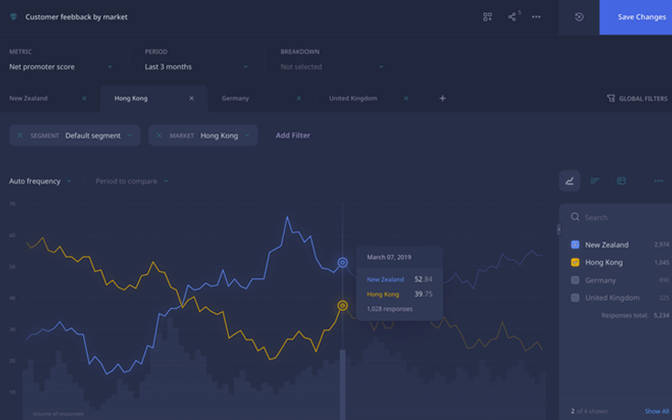 Customer feebback by market
5
Save Changes
METRIC
PERIOD
BREAKDOWN
Net promoter score
Last 3 months
Not selected
New Zealand
Hong Kong
Germany
United Kingdom
GLOBAL FILTERS
SEGMENT Default segment
MARKET Hong Kong
Add Filter
Auto frequency
Period to compare
Search
70
60
50
40
30
20
10
March 07, 2019
New Zealand 52.84
Hong Kong 39.75
1,028 responses
New Zealand 2,974
Hong Kong 1,045
Germany 890
United Kingdom 325
Responses total: 5,234
Volume of responses
2 of 4 shown
Show All